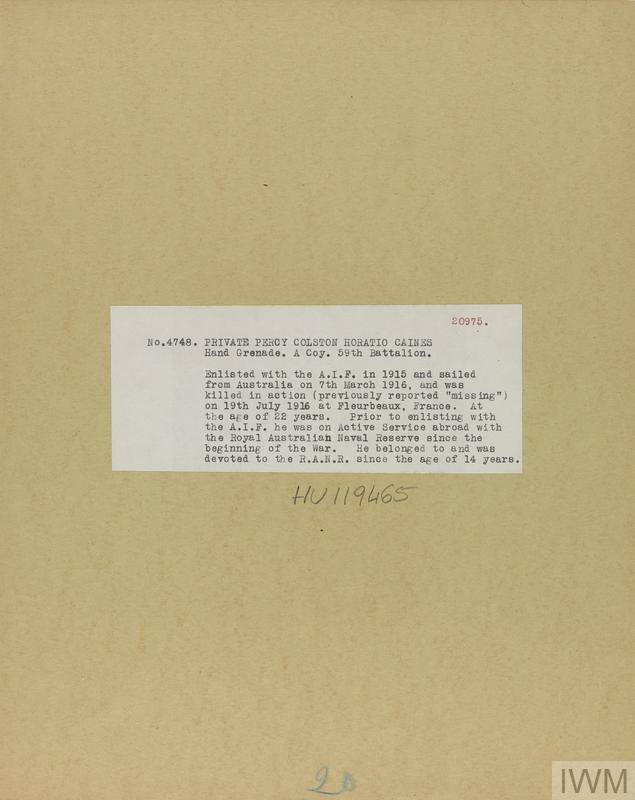 20975.
No.4748. PRIVATE PERCY COLSTON HORATIO CAINES
Hand Grenade. A Coy. 59th Battalion.
Enlisted with the A.I.F. in 1915 and sailed
from Australia on 7th March 1916, and was
killed in action (previously reported "missing")
on 19th July 1916 at Fleurbeaux, France. At
the age of 22 years. Prior to enlisting with
the A.I.F. he was on Active Service abroad with
the Royal Australian Naval Reserve since the
beginning of the War. He belonged to and was
devoted to the R.A.N.R. since the age of 14 years.
HU119465
IWM